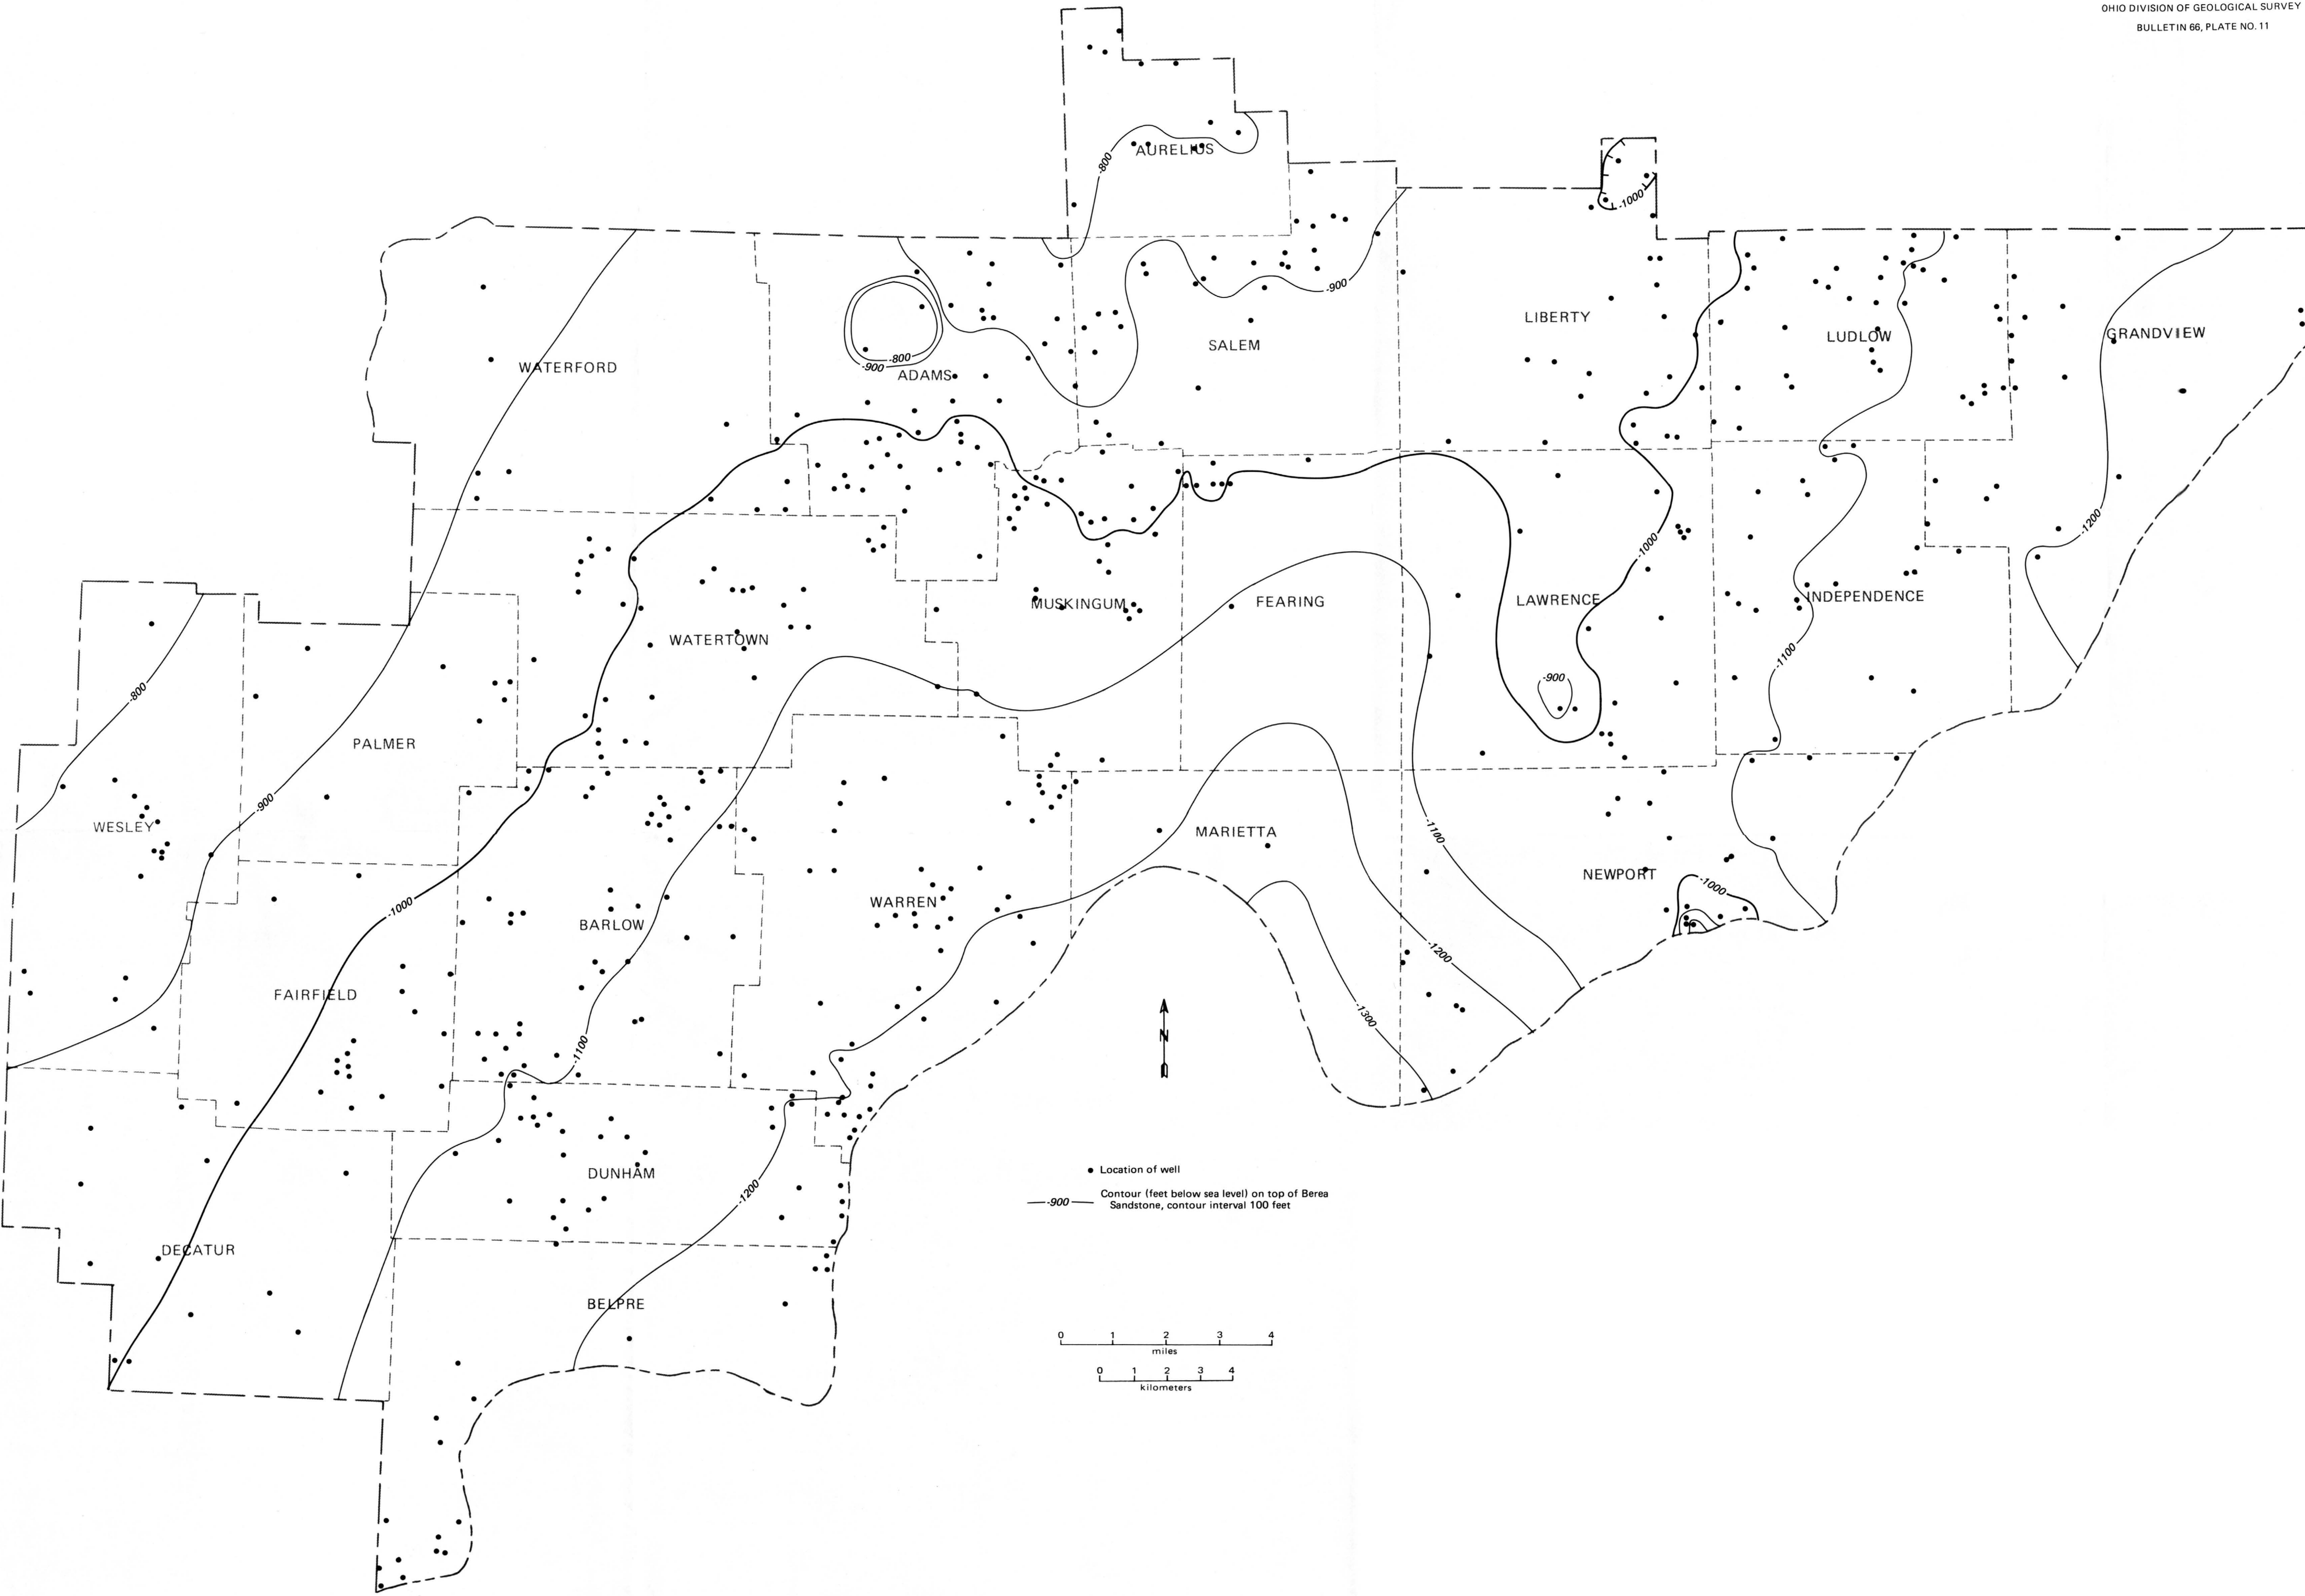 OHIO DIVISION OF GEOLOGICAL SURVEY
BULLETIN 66, PLATE NO. 11
-800
AURELIUS
-1000
-900
LIBERTY
LUDLOW
GRANDVIEW
SALEM
WATERFORD
-800
-900
ADAMS
-1200
-1000
MUSKINGUM
FEARING
LAWRENCE
INDEPENDENCE
WATERTOWN
-1100
-900
-800
PALMER
-900
WESLEY
MARIETTA
-1100
NEWPORT
-1000
WARREN
-1000
BARLOW
-1200
FAIRFIELD
-1300
N
-1100
Location of well
DUNHAM
-1200
-900
Contour (feet below sea level) on top of Berea
Sandstone, contour interval 100 feet
DECATUR
BELPRE
0 1 2 3 4
miles
0 1 2 3 4
kilometers